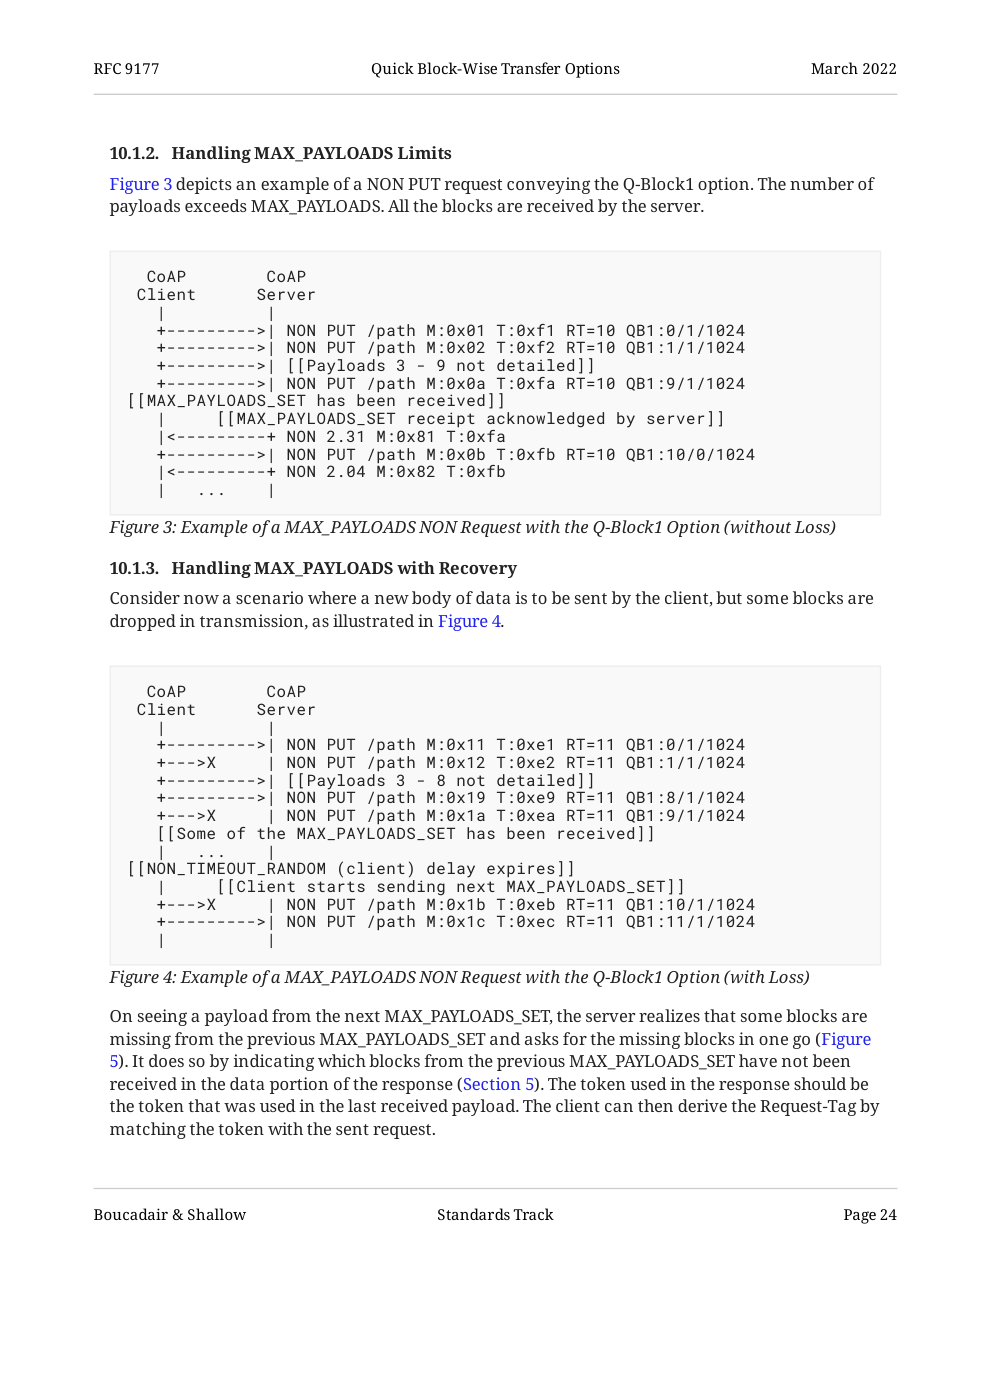 RFC 9177 Quick Block-Wise Transfer Options March 2022
10.1.2. Handling MAX_PAYLOADS Limits
Figure 3 depicts an example of a NON PUT request conveying the Q-Block1 option. The number of
payloads exceeds MAX_PAYLOADS. All the blocks are received by the server.
  CoAP        CoAP
 Client      Server
   |          |
   +--------->| NON PUT /path M:0x01 T:0xf1 RT=10 QB1:0/1/1024
   +--------->| NON PUT /path M:0x02 T:0xf2 RT=10 QB1:1/1/1024
   +--------->| [[Payloads 3 - 9 not detailed]]
   +--------->| NON PUT /path M:0x0a T:0xfa RT=10 QB1:9/1/1024
[[MAX_PAYLOADS_SET has been received]]
   |     [[MAX_PAYLOADS_SET receipt acknowledged by server]]
   |<---------+ NON 2.31 M:0x81 T:0xfa
   +--------->| NON PUT /path M:0x0b T:0xfb RT=10 QB1:10/0/1024
   |<---------+ NON 2.04 M:0x82 T:0xfb
   |   ...    |
Figure 3: Example of a MAX_PAYLOADS NON Request with the Q-Block1 Option (without Loss)
10.1.3. Handling MAX_PAYLOADS with Recovery
Consider now a scenario where a new body of data is to be sent by the client, but some blocks are
dropped in transmission, as illustrated in Figure 4.
  CoAP        CoAP
 Client      Server
   |          |
   +--------->| NON PUT /path M:0x11 T:0xe1 RT=11 QB1:0/1/1024
   +--->X     | NON PUT /path M:0x12 T:0xe2 RT=11 QB1:1/1/1024
   +--------->| [[Payloads 3 - 8 not detailed]]
   +--------->| NON PUT /path M:0x19 T:0xe9 RT=11 QB1:8/1/1024
   +--->X     | NON PUT /path M:0x1a T:0xea RT=11 QB1:9/1/1024
   [[Some of the MAX_PAYLOADS_SET has been received]]
   |   ...    |
[[NON_TIMEOUT_RANDOM (client) delay expires]]
   |     [[Client starts sending next MAX_PAYLOADS_SET]]
   +--->X     | NON PUT /path M:0x1b T:0xeb RT=11 QB1:10/1/1024
   +--------->| NON PUT /path M:0x1c T:0xec RT=11 QB1:11/1/1024
   |          |
Figure 4: Example of a MAX_PAYLOADS NON Request with the Q-Block1 Option (with Loss)
On seeing a payload from the next MAX_PAYLOADS_SET, the server realizes that some blocks are
missing from the previous MAX_PAYLOADS_SET and asks for the missing blocks in one go (Figure
5). It does so by indicating which blocks from the previous MAX_PAYLOADS_SET have not been
received in the data portion of the response (Section 5). The token used in the response should be
the token that was used in the last received payload. The client can then derive the Request-Tag by
matching the token with the sent request.
Boucadair & Shallow Standards Track Page 24